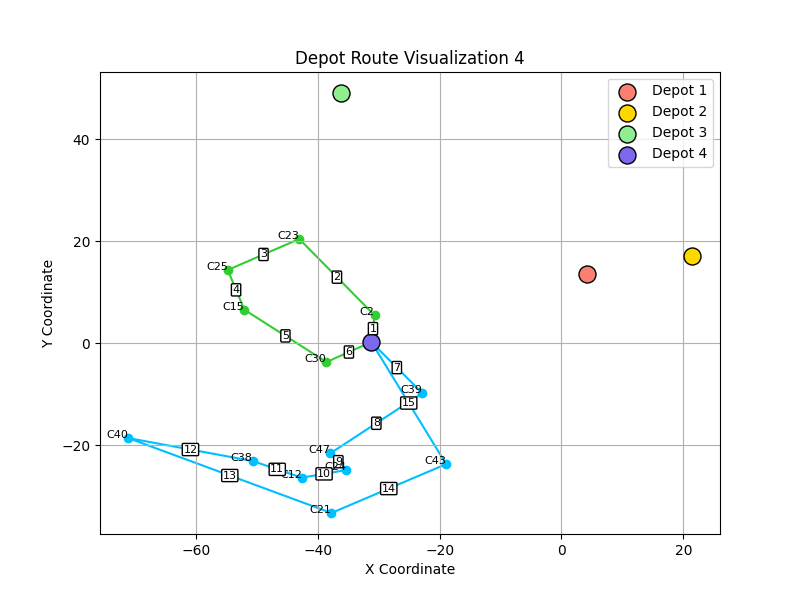 Depot Route Visualization 4
Depot 1
Depot 2
Depot 3
Depot 4
40
20
0
−20
Y Coordinate
C23
3
C25
2
4
C15
C2
1
5
6
C30
7
C39
15
8
C47
C40
12
C38
9
11
10
C12
13
C43
14
C21
−60
−40
−20
0
20
X Coordinate